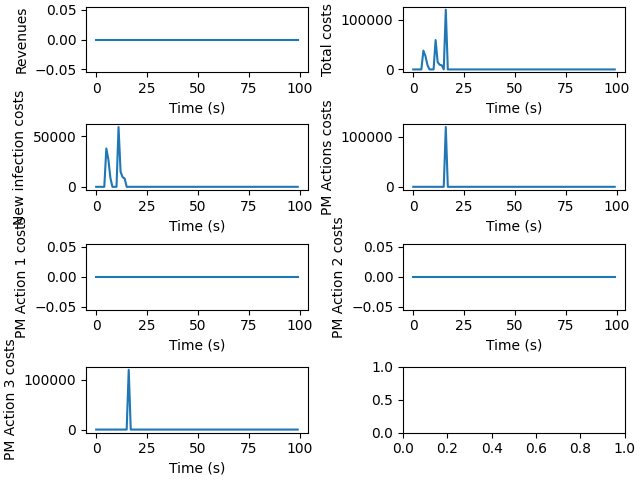 Revenues
0.05
0.00
−0.05
0 25 50 75 100
Time (s)
Total costs
100000
0
0 25 50 75 100
Time (s)
New infection costs
50000
0
0 25 50 75 100
Time (s)
PM Actions costs
100000
0
0 25 50 75 100
Time (s)
PM Action 1 costs
0.05
0.00
−0.05
0 25 50 75 100
Time (s)
PM Action 2 costs
0.05
0.00
−0.05
0 25 50 75 100
Time (s)
PM Action 3 costs
100000
0
0 25 50 75 100
Time (s)
1.0
0.5
0.0
0.0 0.2 0.4 0.6 0.8 1.0